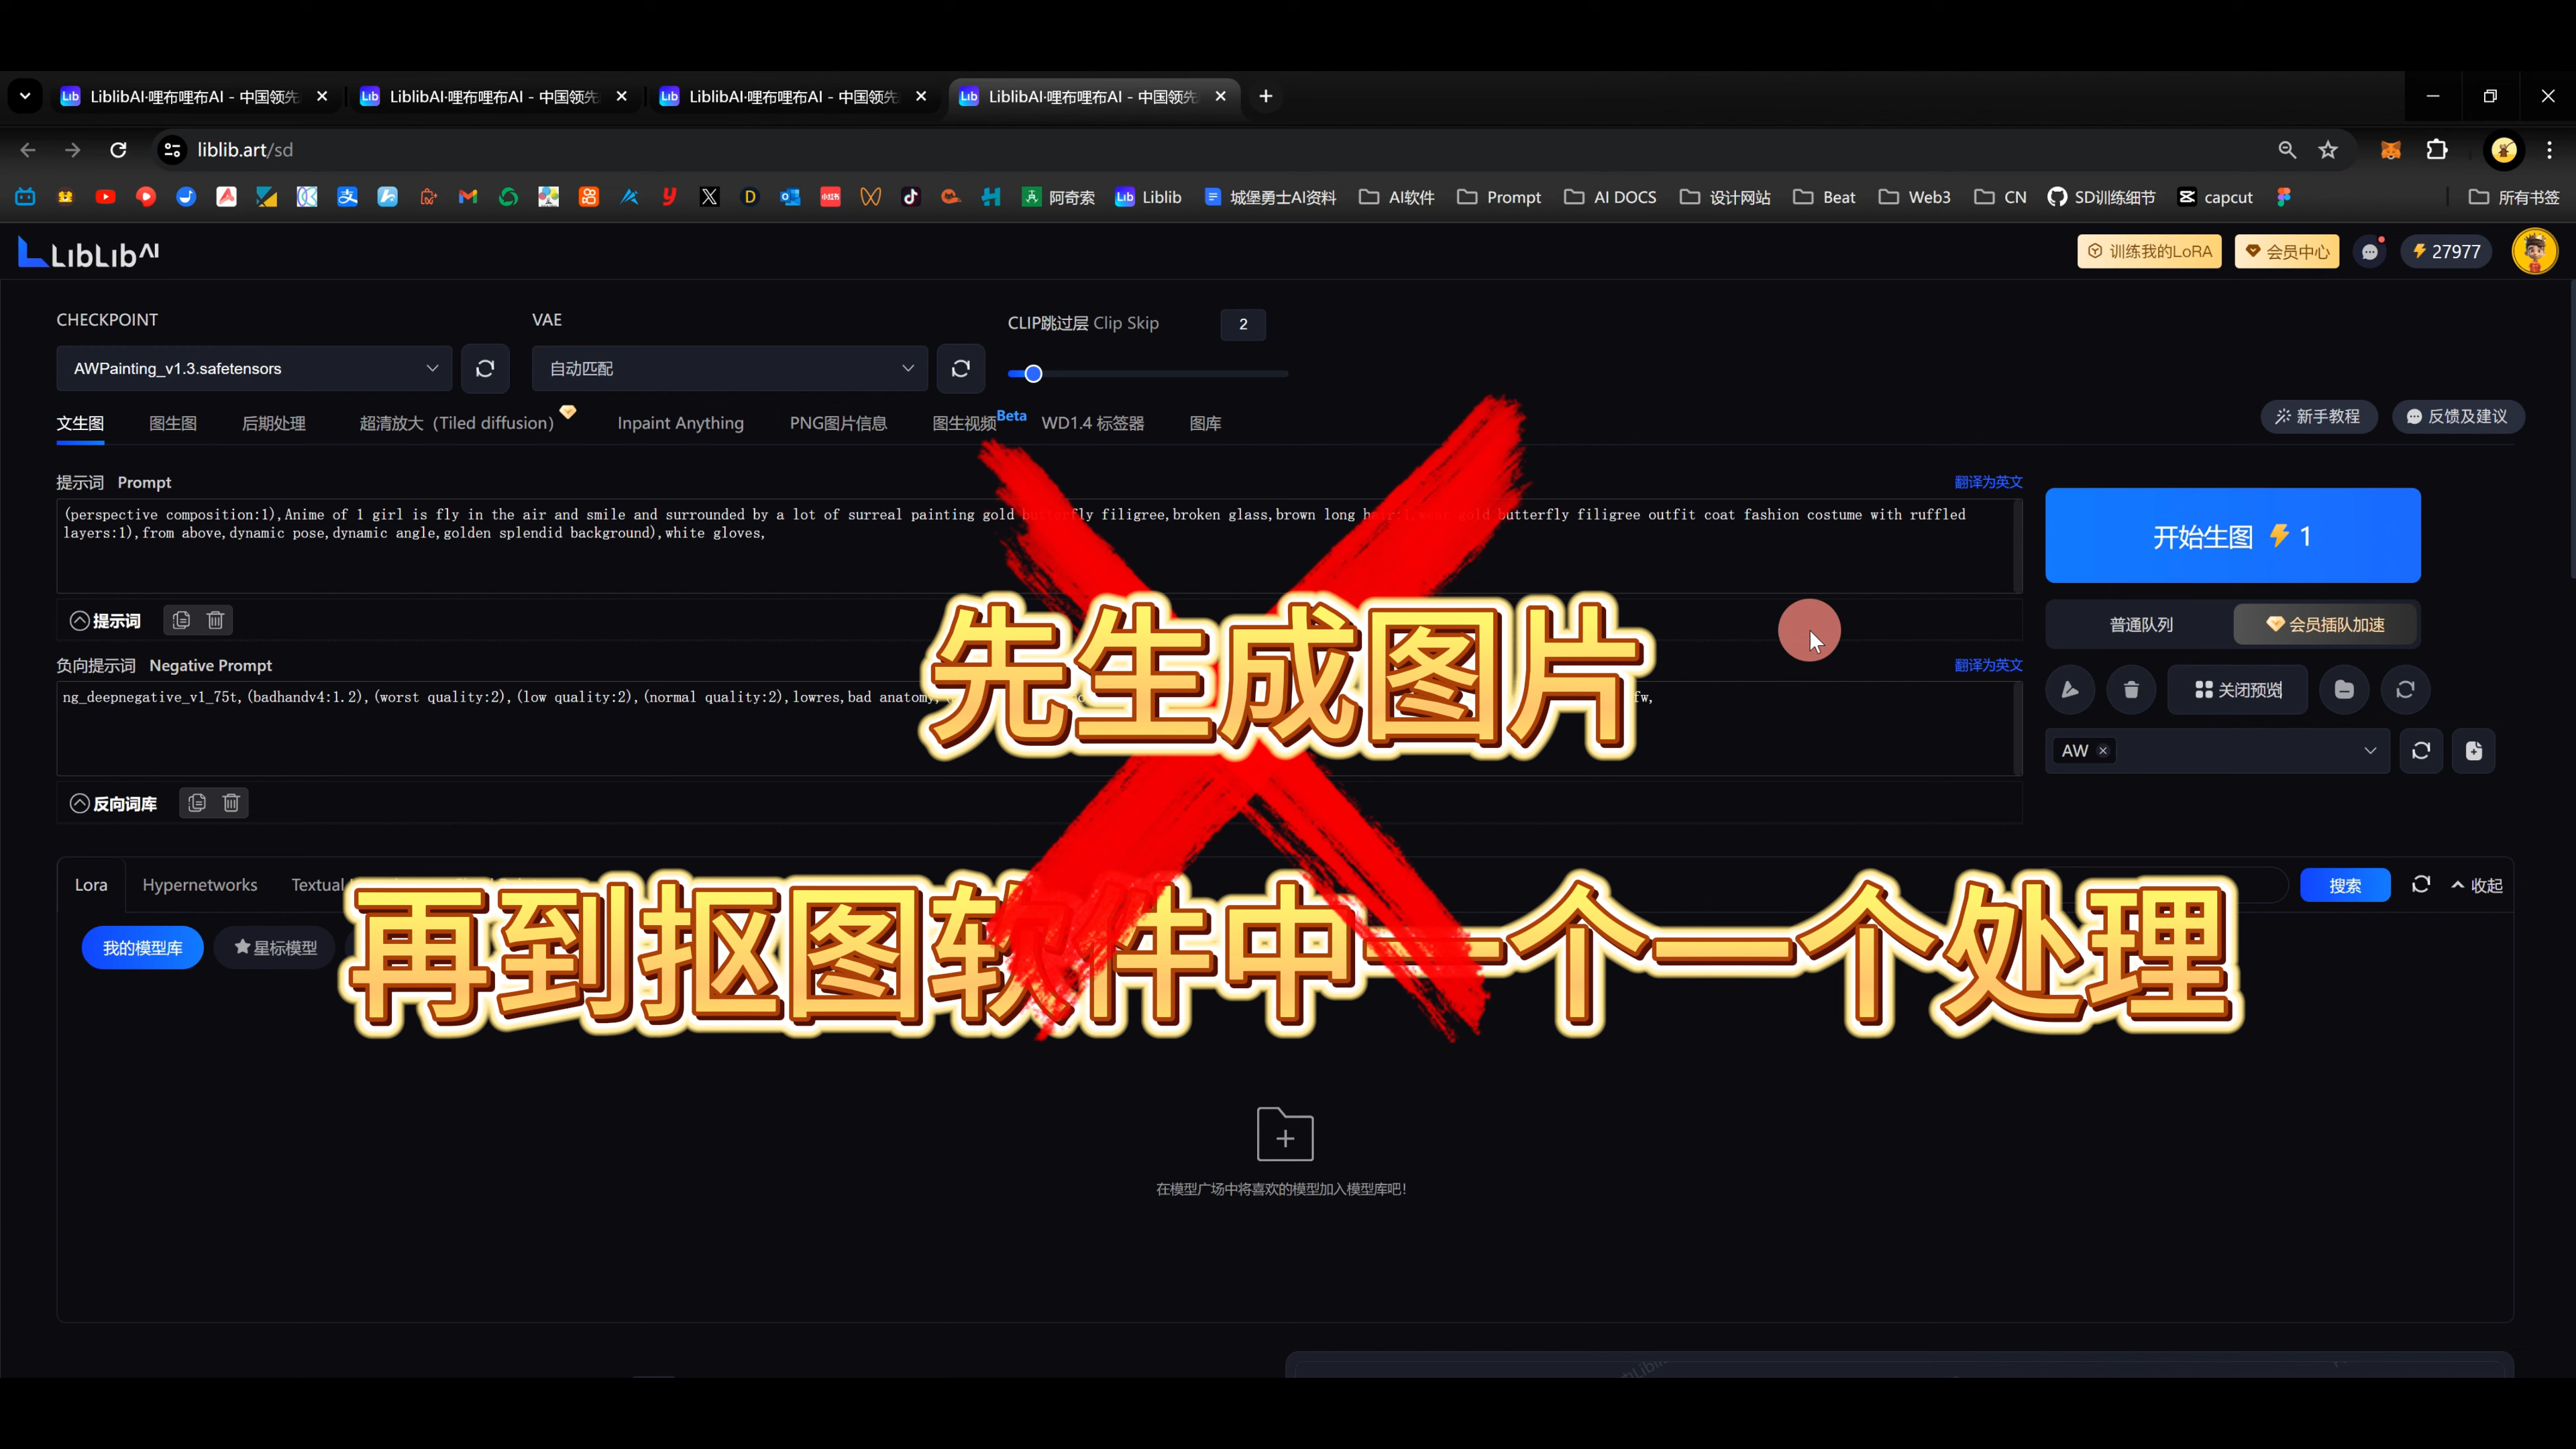 LiblibAI·哩布哩布AI - 中国领先 LiblibAI·哩布哩布AI - 中国领先 LiblibAI·哩布哩布AI - 中国领先 LiblibAI·哩布哩布AI - 中国领先
liblib.art/sd
阿奇索 Liblib 城堡勇士AI资料 AI软件 Prompt AI DOCS 设计网站 Beat Web3 CN SD训练细节 capcut 所有书签
LibLibAI 训练我的LoRA 会员中心 27977
CHECKPOINT VAE CLIP跳过层 Clip Skip 2
AWPainting_v1.3.safetensors 自动匹配
文生图 图生图 后期处理 超清放大（Tiled diffusion） Inpaint Anything PNG图片信息 图生视频Beta WD1.4 标签器 图库 新手教程 反馈及建议
提示词 Prompt 翻译为英文
(perspective composition:1),Anime of 1 girl is fly in the air and smile and surrounded by a lot of surreal painting gold butterfly filigree,broken glass,brown long gold butterfly filigree outfit coat fashion costume with ruffled
layers:1),from above,dynamic pose,dynamic angle,golden splendid background),white gloves,
开始生图 1
提示词
普通队列 会员插队加速
负向提示词 Negative Prompt 翻译为英文
ng_deepnegative_v1_75t,(badhandv4:1.2),(worst quality:2),(low quality:2),(normal quality:2),lowres,bad anatomy, fw,
关闭预览
先生成图片
AW
反向词库
Lora Hypernetworks Textual 搜索 收起
我的模型库 星标模型
再到抠图软件中一个一个处理
在模型广场中将喜欢的模型加入模型库吧！